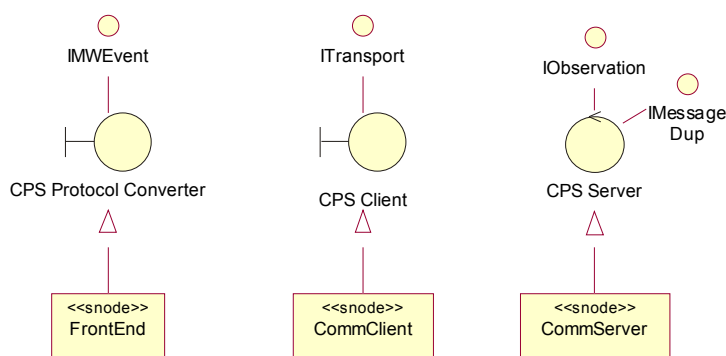 IMWEvent
ITransport
IObservation
IMessage
Dup
CPS Protocol Converter
CPS Client
CPS Server
<<snode>>
FrontEnd
<<snode>>
CommClient
<<snode>>
CommServer